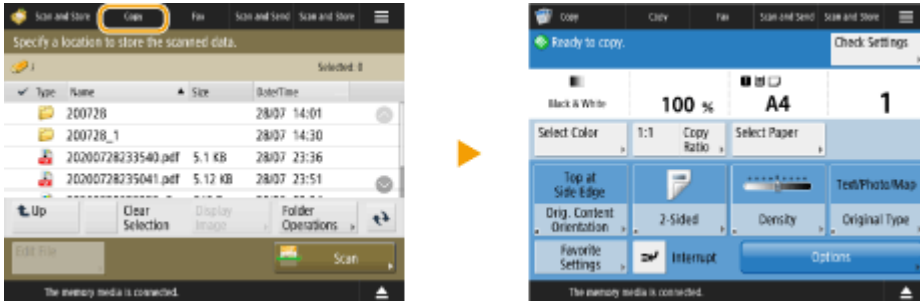 Scan and Store Copy Fax Scan and Send Scan and Store
Specify a location to store the scanned data.
Selected: 0
Type Name Size Date/Time
200728 28/07 14:01
200728_1 28/07 14:30
20200728233540.pdf 5.1 KB 28/07 23:36
20200728235041.pdf 5.12 KB 28/07 23:51
Up
Clear
Selection
Display
Image
Folder
Operations
Edit File
Scan
The memory media is connected.
Copy Copy Fax Scan and Send Scan and Store
Ready to copy.
Check Settings
Black & White
100 %
A4
1
Select Color
1:1 Copy
Ratio
Select Paper
Top at
Side Edge
Text/Photo/Map
Orig. Content
Orientation
2-Sided
Density
Original Type
Favorite
Settings
Interrupt
Options
The memory media is connected.